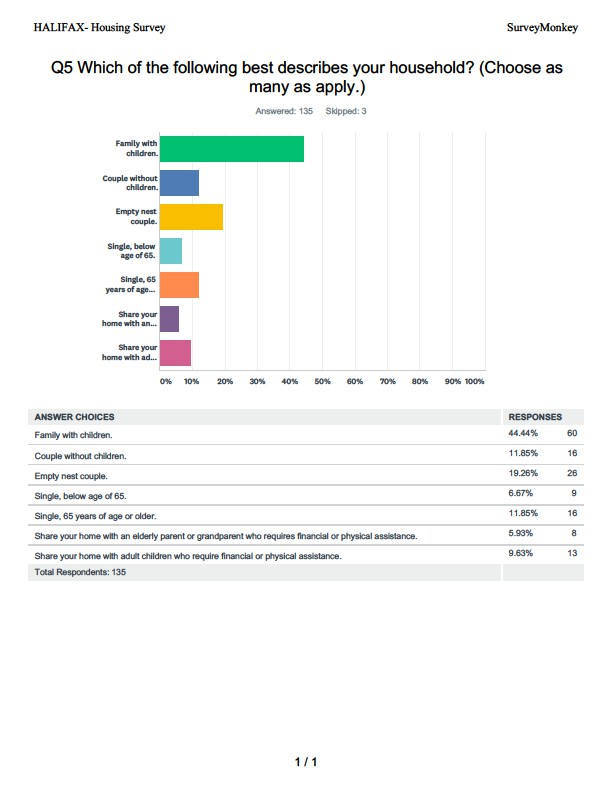 HALIFAX- Housing Survey SurveyMonkey
Q5 Which of the following best describes your household? (Choose as
many as apply.)
Answered: 135 Skipped: 3
Family with
children.
Couple without
children.
Empty nest
couple.
Single, below
age of 65.
Single, 65
years of age...
Share your
home with an...
Share your
home with ad...
0% 10% 20% 30% 40% 50% 60% 70% 80% 90% 100%
ANSWER CHOICES RESPONSES
Family with children. 44.44% 60
Couple without children. 11.85% 16
Empty nest couple. 19.26% 26
Single, below age of 65. 6.67% 9
Single, 65 years of age or older. 11.85% 16
Share your home with an elderly parent or grandparent who requires financial or physical assistance. 5.93% 8
Share your home with adult children who require financial or physical assistance. 9.63% 13
Total Respondents: 135
1 / 1